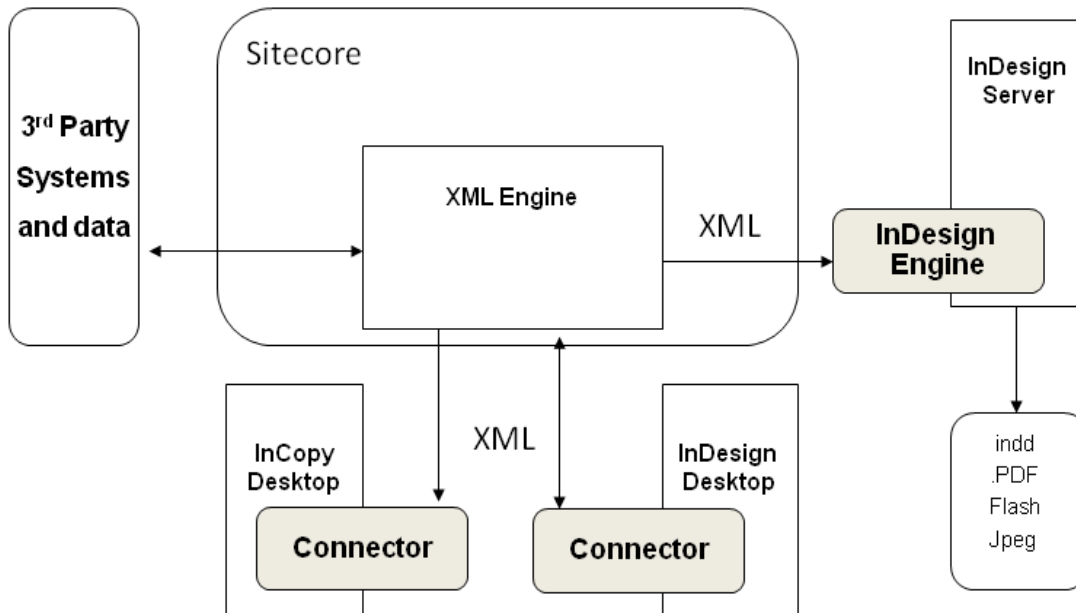 Sitecore
3rd Party
Systems
and data
XML Engine
XML
InDesign
Server
InDesign
Engine
InCopy
Desktop
XML
InDesign
Desktop
Connector
Connector
indd
.PDF
Flash
Jpeg